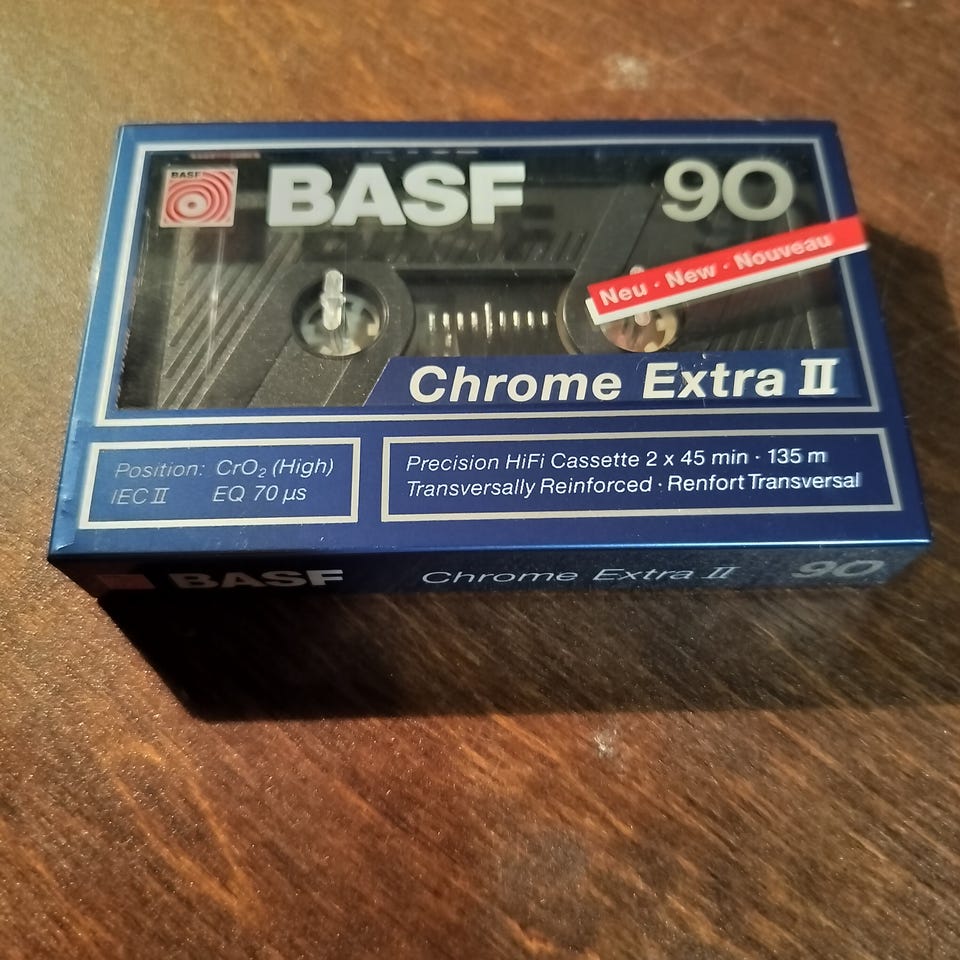 BASF
BASF 90
Neu · New · Nouveau
Chrome Extra II
Position: CrO₂ (High)
IEC II EQ 70 µs
Precision HiFi Cassette 2 x 45 min · 135 m
Transversally Reinforced · Renfort Transversal
BASF Chrome Extra II 90